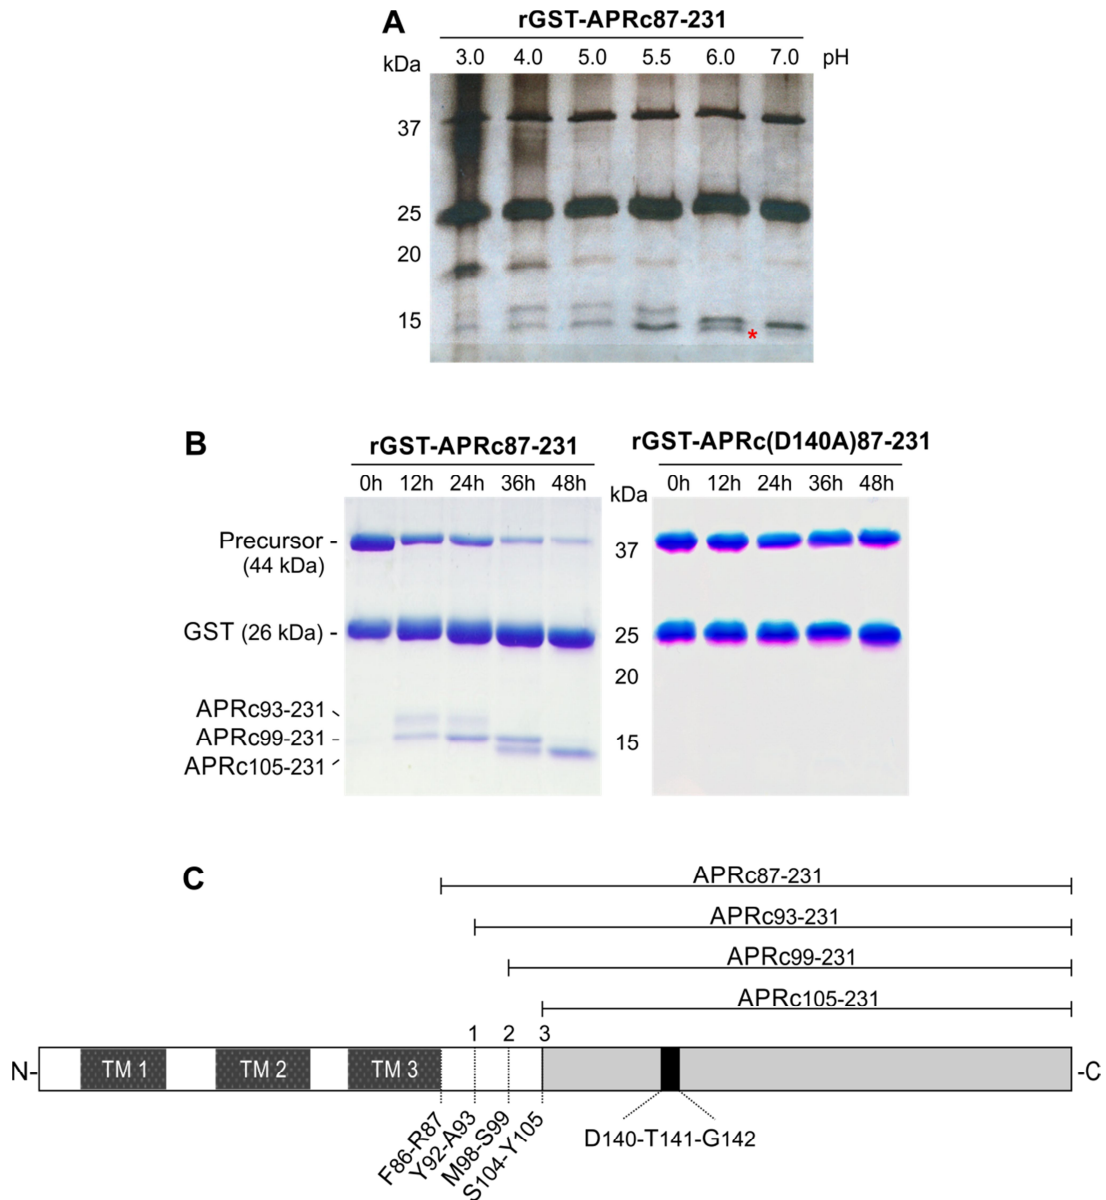 A
rGST-APRc87-231
kDa
3.0 4.0 5.0 5.5 6.0 7.0 pH
37
25
20
15
*
B
rGST-APRc87-231
rGST-APRc(D140A)87-231
0h 12h 24h 36h 48h
kDa
0h 12h 24h 36h 48h
Precursor -
(44 kDa)
37
GST (26 kDa) -
25
20
APRc93-231
APRc99-231
15
APRc105-231
C
APRc87-231
APRc93-231
APRc99-231
APRc105-231
1 2 3
N- TM 1 TM 2 TM 3 -C
F86-R87
Y92-A93
M98-S99
S104-Y105
D140-T141-G142